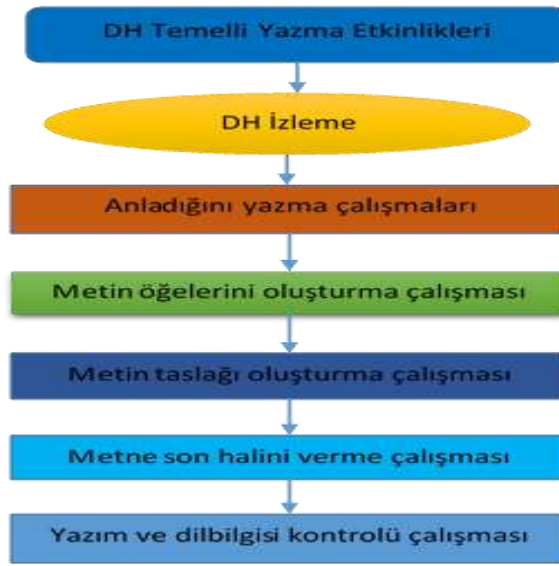 DH Temelli Yazma Etkinlikleri
DH İzleme
Anladığını yazma çalışmaları
Metin öğelerini oluşturma çalışması
Metin taslağı oluşturma çalışması
Metne son halini verme çalışması
Yazım ve dilbilgisi kontrolü çalışması